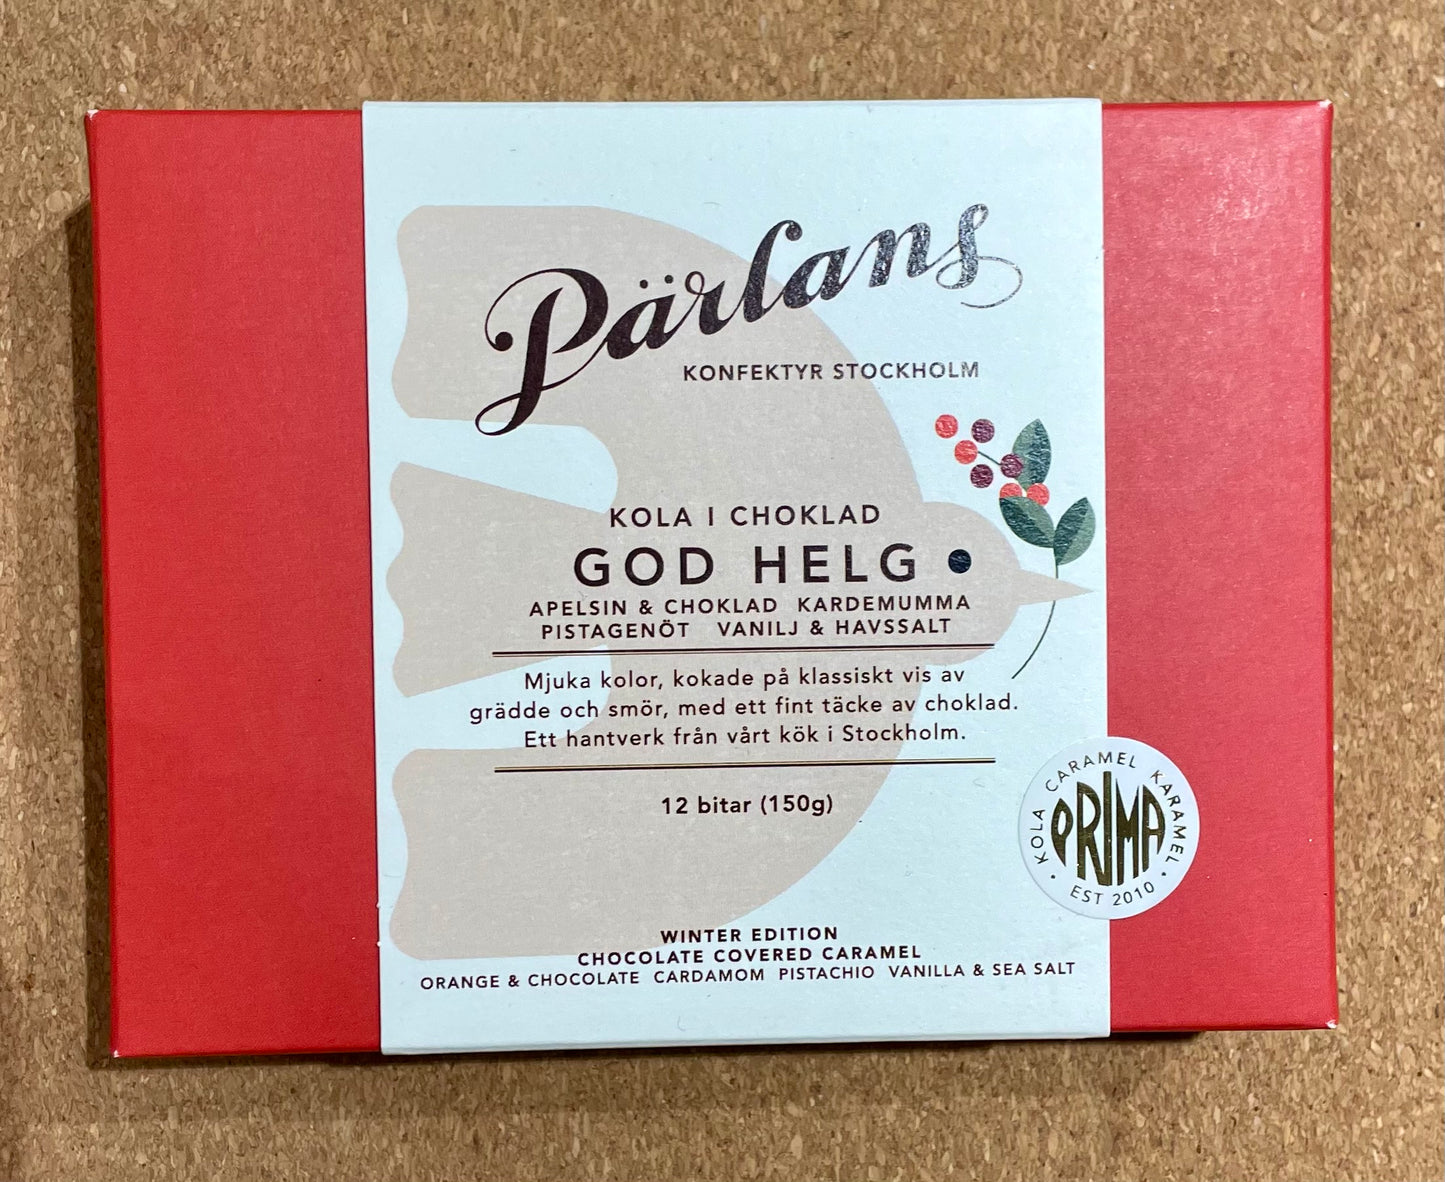 Pärlans
KONFEKTYR STOCKHOLM
KOLA I CHOKLAD
GOD HELG
APELSIN & CHOKLAD KARDEMUMMA
PISTAGENÖT VANILJ & HAVSSALT
Mjuka kolor, kokade på klassiskt vis av
grädde och smör, med ett fint täcke av choklad.
Ett hantverk från vårt kök i Stockholm.
12 bitar (150g)
KOLA CARAMEL KARAMEL
PRIMA
• EST 2010 •
WINTER EDITION
CHOCOLATE COVERED CARAMEL
ORANGE & CHOCOLATE CARDAMOM PISTACHIO VANILLA & SEA SALT